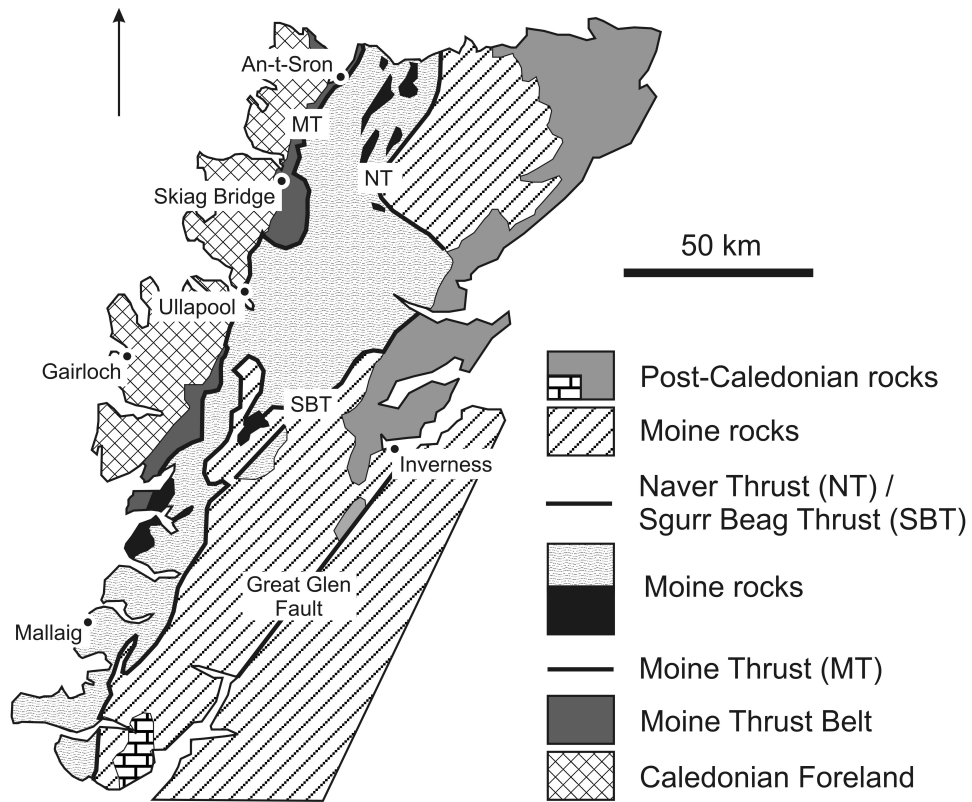 An-t-Sron
MT
NT
Skiag Bridge
Ullapool
Gairloch
SBT
Inverness
Great Glen
Fault
Mallaig
50 km
Post-Caledonian rocks
Moine rocks
Naver Thrust (NT) /
Sgurr Beag Thrust (SBT)
Moine rocks
Moine Thrust (MT)
Moine Thrust Belt
Caledonian Foreland